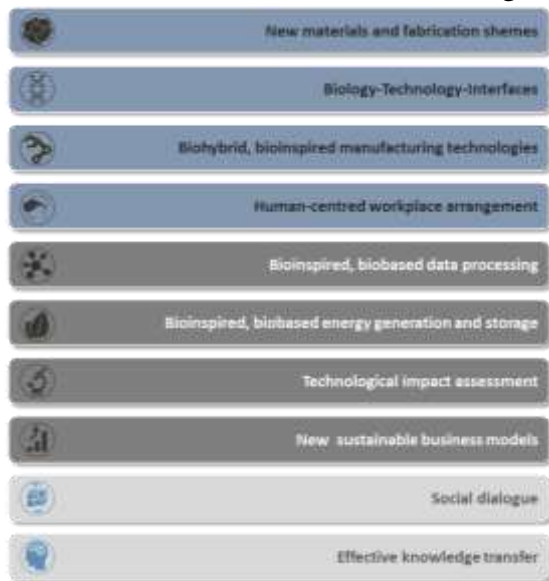 New materials and fabrication shemes
Biology-Technology-Interfaces
Biohybrid, bioinspired manufacturing technologies
Human-centred workplace arrangement
Bioinspired, biobased data processing
Bioinspired, biobased energy generation and storage
Technological impact assessment
New sustainable business models
Social dialogue
Effective knowledge transfer